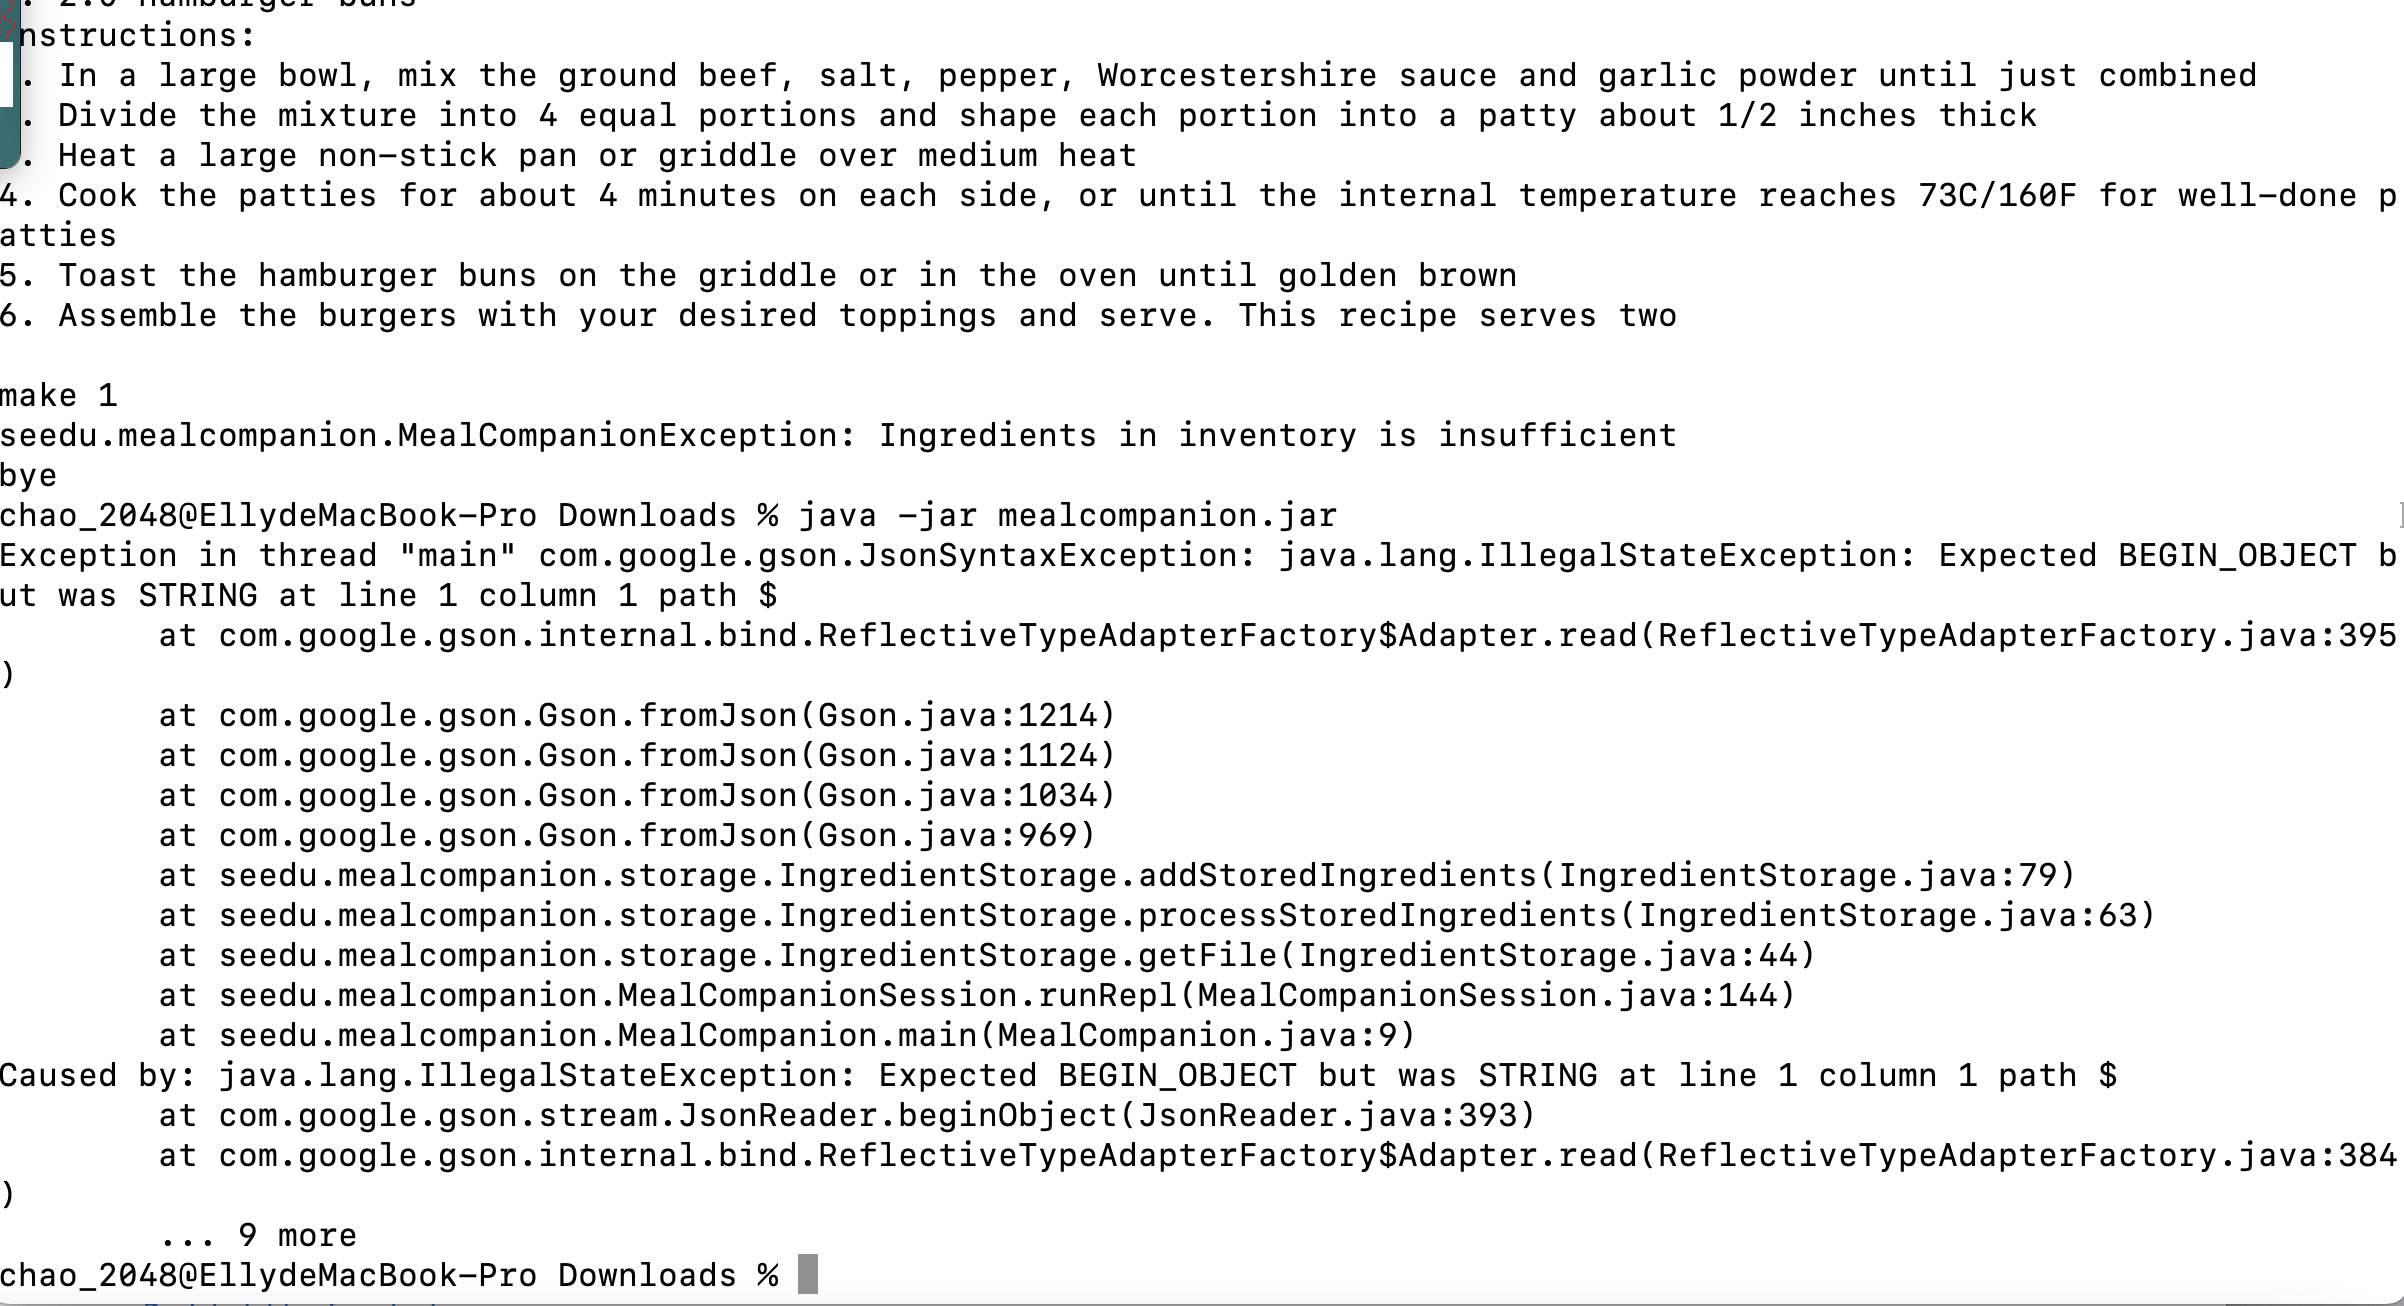 . 2.0 hamburger buns
nstructions:
. In a large bowl, mix the ground beef, salt, pepper, Worcestershire sauce and garlic powder until just combined
. Divide the mixture into 4 equal portions and shape each portion into a patty about 1/2 inches thick
. Heat a large non-stick pan or griddle over medium heat
4. Cook the patties for about 4 minutes on each side, or until the internal temperature reaches 73C/160F for well-done p
atties
5. Toast the hamburger buns on the griddle or in the oven until golden brown
6. Assemble the burgers with your desired toppings and serve. This recipe serves two
make 1
seedu.mealcompanion.MealCompanionException: Ingredients in inventory is insufficient
bye
chao_2048@EllydeMacBook-Pro Downloads % java -jar mealcompanion.jar
Exception in thread "main" com.google.gson.JsonSyntaxException: java.lang.IllegalStateException: Expected BEGIN_OBJECT b
ut was STRING at line 1 column 1 path $
at com.google.gson.internal.bind.ReflectiveTypeAdapterFactory$Adapter.read(ReflectiveTypeAdapterFactory.java:395
)
at com.google.gson.Gson.fromJson(Gson.java:1214)
at com.google.gson.Gson.fromJson(Gson.java:1124)
at com.google.gson.Gson.fromJson(Gson.java:1034)
at com.google.gson.Gson.fromJson(Gson.java:969)
at seedu.mealcompanion.storage.IngredientStorage.addStoredIngredients(IngredientStorage.java:79)
at seedu.mealcompanion.storage.IngredientStorage.processStoredIngredients(IngredientStorage.java:63)
at seedu.mealcompanion.storage.IngredientStorage.getFile(IngredientStorage.java:44)
at seedu.mealcompanion.MealCompanionSession.runRepl(MealCompanionSession.java:144)
at seedu.mealcompanion.MealCompanion.main(MealCompanion.java:9)
Caused by: java.lang.IllegalStateException: Expected BEGIN_OBJECT but was STRING at line 1 column 1 path $
at com.google.gson.stream.JsonReader.beginObject(JsonReader.java:393)
at com.google.gson.internal.bind.ReflectiveTypeAdapterFactory$Adapter.read(ReflectiveTypeAdapterFactory.java:384
)
... 9 more
chao_2048@EllydeMacBook-Pro Downloads %